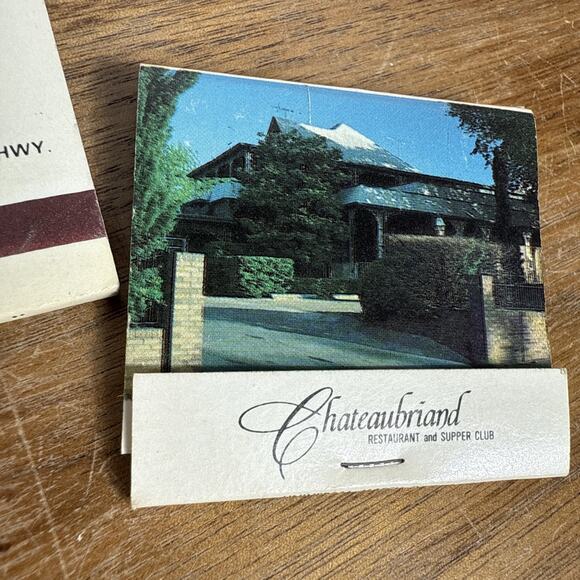 HWY.
Chateaubriand
RESTAURANT and SUPPER CLUB